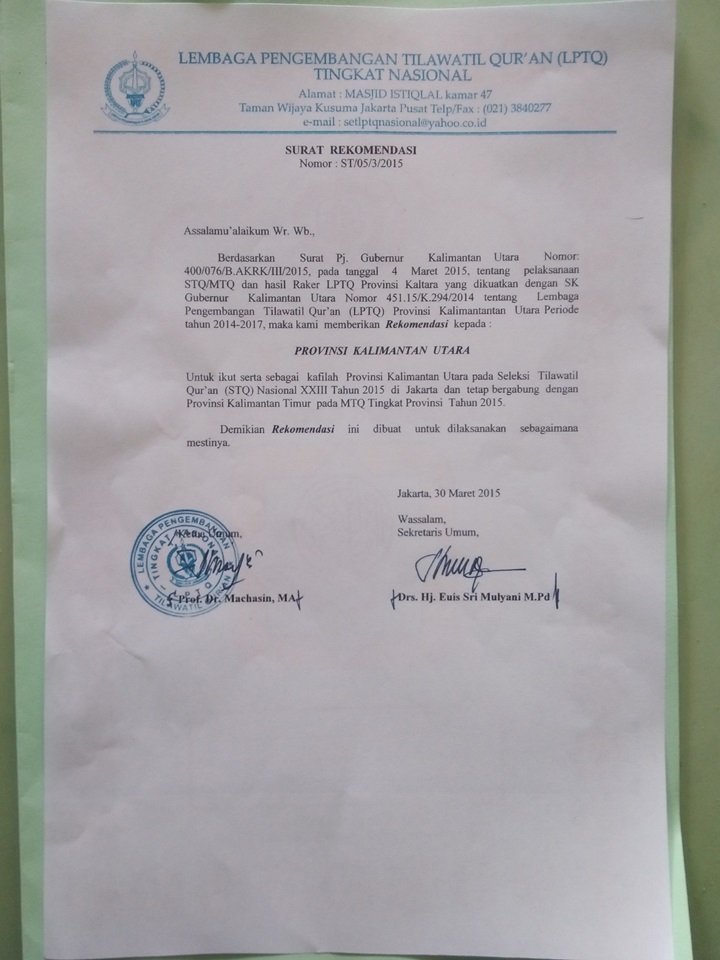 LEMBAGA PENGEMBANGAN TILAWATIL QUR'AN (LPTQ)
TINGKAT NASIONAL
Alamat : MASJID ISTIQLAL kamar 47
Taman Wijaya Kusuma Jakarta Pusat Telp/Fax : (021) 3840277
e-mail : setlptqnasional@yahoo.co.id
SURAT REKOMENDASI
Nomor : ST/05/3/2015
Assalamu'alaikum Wr. Wb.,
Berdasarkan Surat Pj. Gubernur Kalimantan Utara Nomor:
400/076/B.AKRK/III/2015, pada tanggal 4 Maret 2015, tentang pelaksanaan
STQ/MTQ dan hasil Raker LPTQ Provinsi Kaltara yang dikuatkan dengan SK
Gubernur Kalimantan Utara Nomor 451.15/K.294/2014 tentang Lembaga
Pengembangan Tilawatil Qur'an (LPTQ) Provinsi Kalimantantan Utara Periode
tahun 2014-2017, maka kami memberikan Rekomendasi kepada :
PROVINSI KALIMANTAN UTARA
Untuk ikut serta sebagai kafilah Provinsi Kalimantan Utara pada Seleksi Tilawatil
Qur'an (STQ) Nasional XXIII Tahun 2015 di Jakarta dan tetap bergabung dengan
Provinsi Kalimantan Timur pada MTQ Tingkat Provinsi Tahun 2015.
Demikian Rekomendasi ini dibuat untuk dilaksanakan sebagaimana
mestinya.
Jakarta, 30 Maret 2015
Wassalam,
Ketua Umum,
Sekretaris Umum,
LEMBAGA PENGEMBANGAN
TILAWATIL QUR'AN
TINGKAT NASIONAL
LPTQ
Prof. Dr. Machasin, MA
Drs. Hj. Euis Sri Mulyani M.Pd